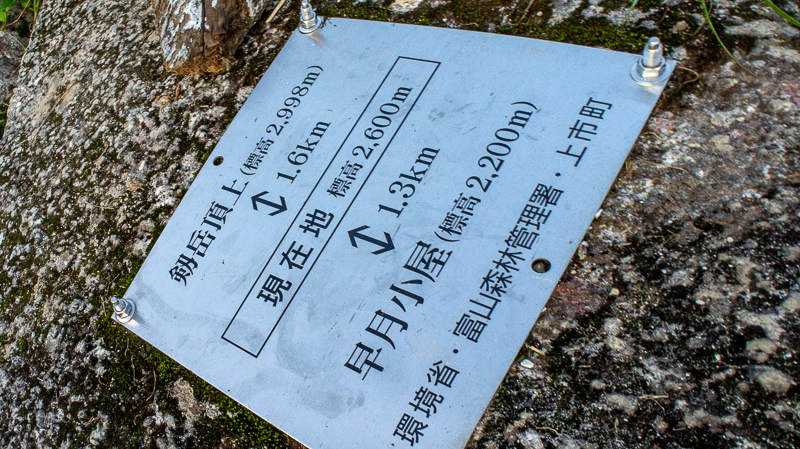 剱岳頂上(標高2,998m)
↕ 1.6km
現在地 標高2,600m
↕ 1.3km
早月小屋(標高2,200m)
環境省・富山森林管理署・上市町